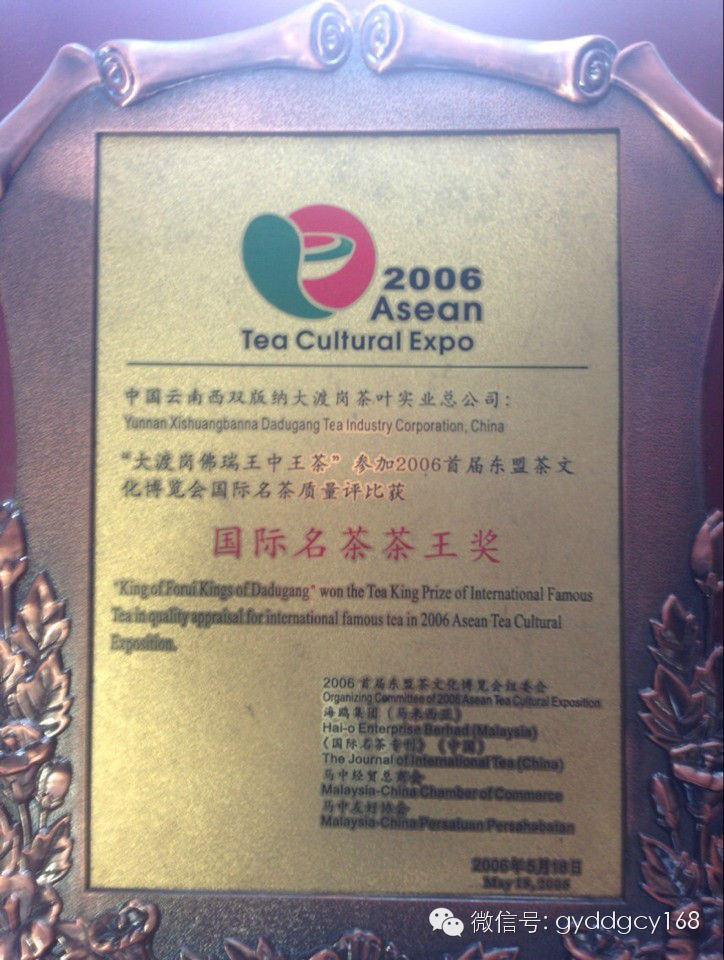 2006
Asean
Tea Cultural Expo
中国云南西双版纳大渡岗茶叶实业总公司：
Yunnan Xishuangbanna Dadugang Tea Industry Corporation, China
“大渡岗佛瑞王中王茶”参加2006首届东盟茶文
化博览会国际名茶质量评比获
国际名茶茶王奖
"King of Forui Kings of Dadugang" won the Tea King Prize of International Famous
Tea in quality appraisal for international famous tea in 2006 Asean Tea Cultural
Exposition.
2006首届东盟茶文化博览会组委会
Organizing Committee of 2006 Asean Tea Cultural Exposition
海鸥集团（马来西亚）
Hai-o Enterprise Berhad (Malaysia)
《国际名茶专刊》（中国）
The Journal of International Tea (China)
马中经贸总商会
Malaysia-China Chamber of Commerce
马中友好协会
Malaysia-China Persatuan Persahabatan
2006年5月18日
May 18, 2006
微信号: gyddgcy168